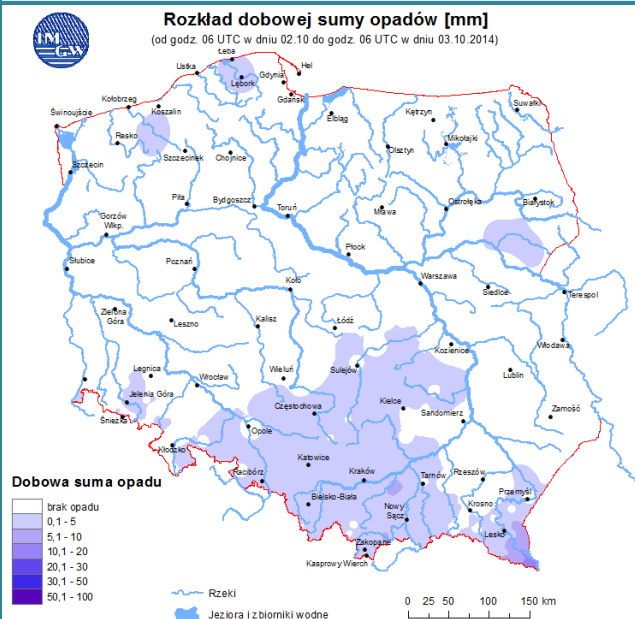 IM
GW
Rozkład dobowej sumy opadów [mm]
(od godz. 06 UTC w dniu 02.10 do godz. 06 UTC w dniu 03.10.2014)
Łeba
Ustka
Hel
Gdynia
Lębork
Gdańsk
Kołobrzeg
Koszalin
Świnoujście
Elbląg
Kętrzyn
Suwałki
Resko
Mikołajki
Szczecin
Szczecinek
Chojnice
Olsztyn
Piła
Bydgoszcz
Toruń
Mława
Ostrołęka
Białystok
Gorzów
Wlkp.
Płock
Słubice
Poznań
Koło
Warszawa
Siedlce
Terespol
Zielona
Góra
Leszno
Kalisz
Łódź
Kozienice
Włodawa
Legnica
Wrocław
Wieluń
Sulejów
Lublin
Jelenia Góra
Częstochowa
Kielce
Sandomierz
Zamość
Śnieżka
Opole
Kłodzko
Racibórz
Katowice
Kraków
Tarnów
Rzeszów
Przemyśl
Bielsko-Biała
Nowy
Sącz
Krosno
Lesko
Zakopane
Kasprowy Wierch
Dobowa suma opadu
brak opadu
0,1 - 5
5,1 - 10
10,1 - 20
20,1 - 30
30,1 - 50
50,1 - 100
Rzeki
Jeziora i zbiorniki wodne
0 25 50 100 150 km